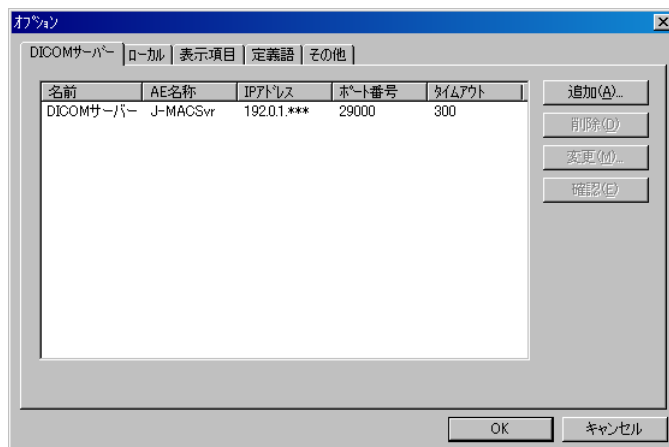 ｵﾌﾟｼｮﾝ
DICOMｻｰﾊﾞｰ ﾛｰｶﾙ 表示項目 定義語 その他
名前 AE名称 IPｱﾄﾞﾚｽ ﾎﾟｰﾄ番号 ﾀｲﾑｱｳﾄ
DICOMサーバー J-MACSvr 192.0.1.*** 29000 300
追加(A)...
削除(D)
変更(M)...
確認(E)
OK ｷｬﾝｾﾙ